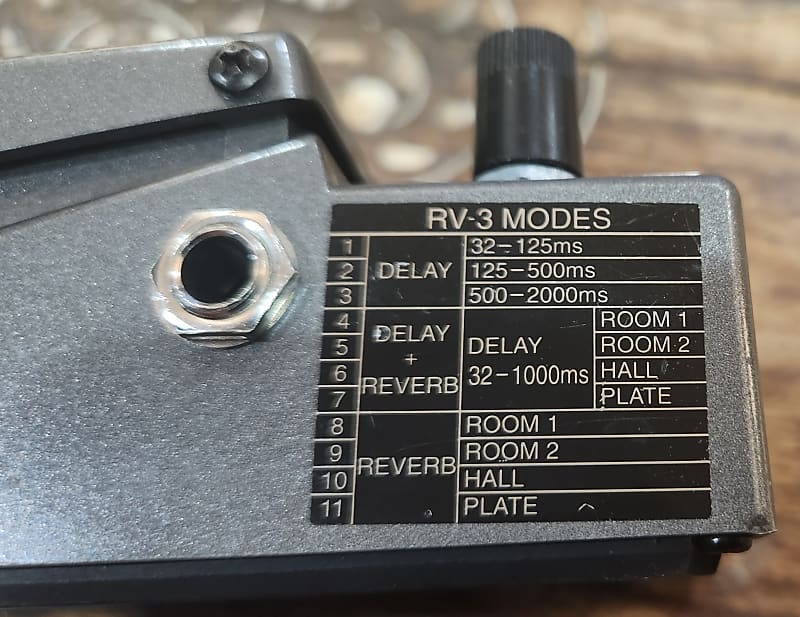 RV-3 MODES
1 DELAY 32-125ms
2 125-500ms
3 500-2000ms
4 DELAY + REVERB DELAY 32-1000ms ROOM 1
5 ROOM 2
6 HALL
7 PLATE
8 REVERB ROOM 1
9 ROOM 2
10 HALL
11 PLATE